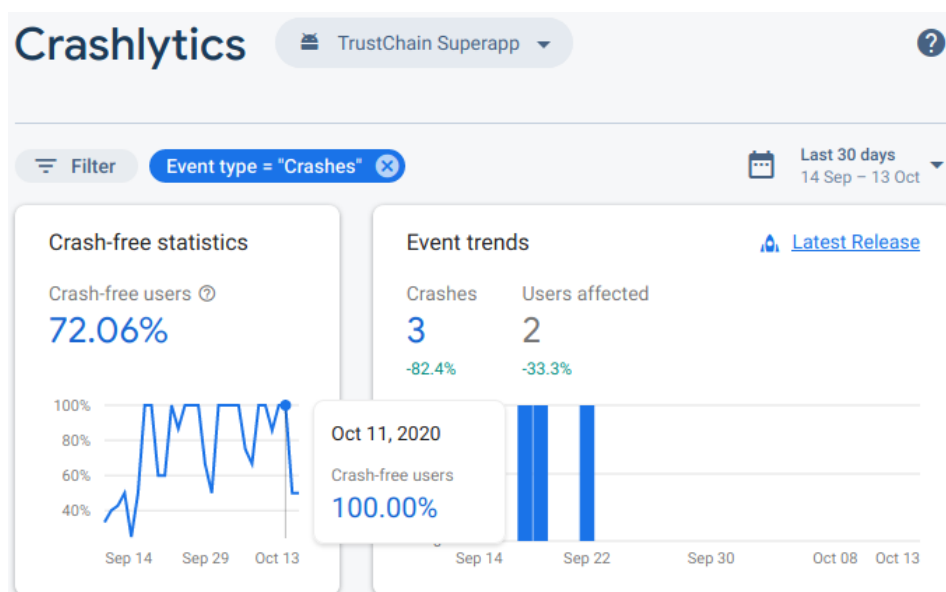 Crashlytics
TrustChain Superapp
Filter
Event type = "Crashes"
Last 30 days
14 Sep – 13 Oct
Crash-free statistics
Crash-free users
72.06%
100%
80%
60%
40%
Sep 14 Sep 29 Oct 13
Oct 11, 2020
Crash-free users
100.00%
Event trends
Latest Release
Crashes Users affected
3 2
-82.4% -33.3%
Sep 14 Sep 22 Sep 30 Oct 08 Oct 13